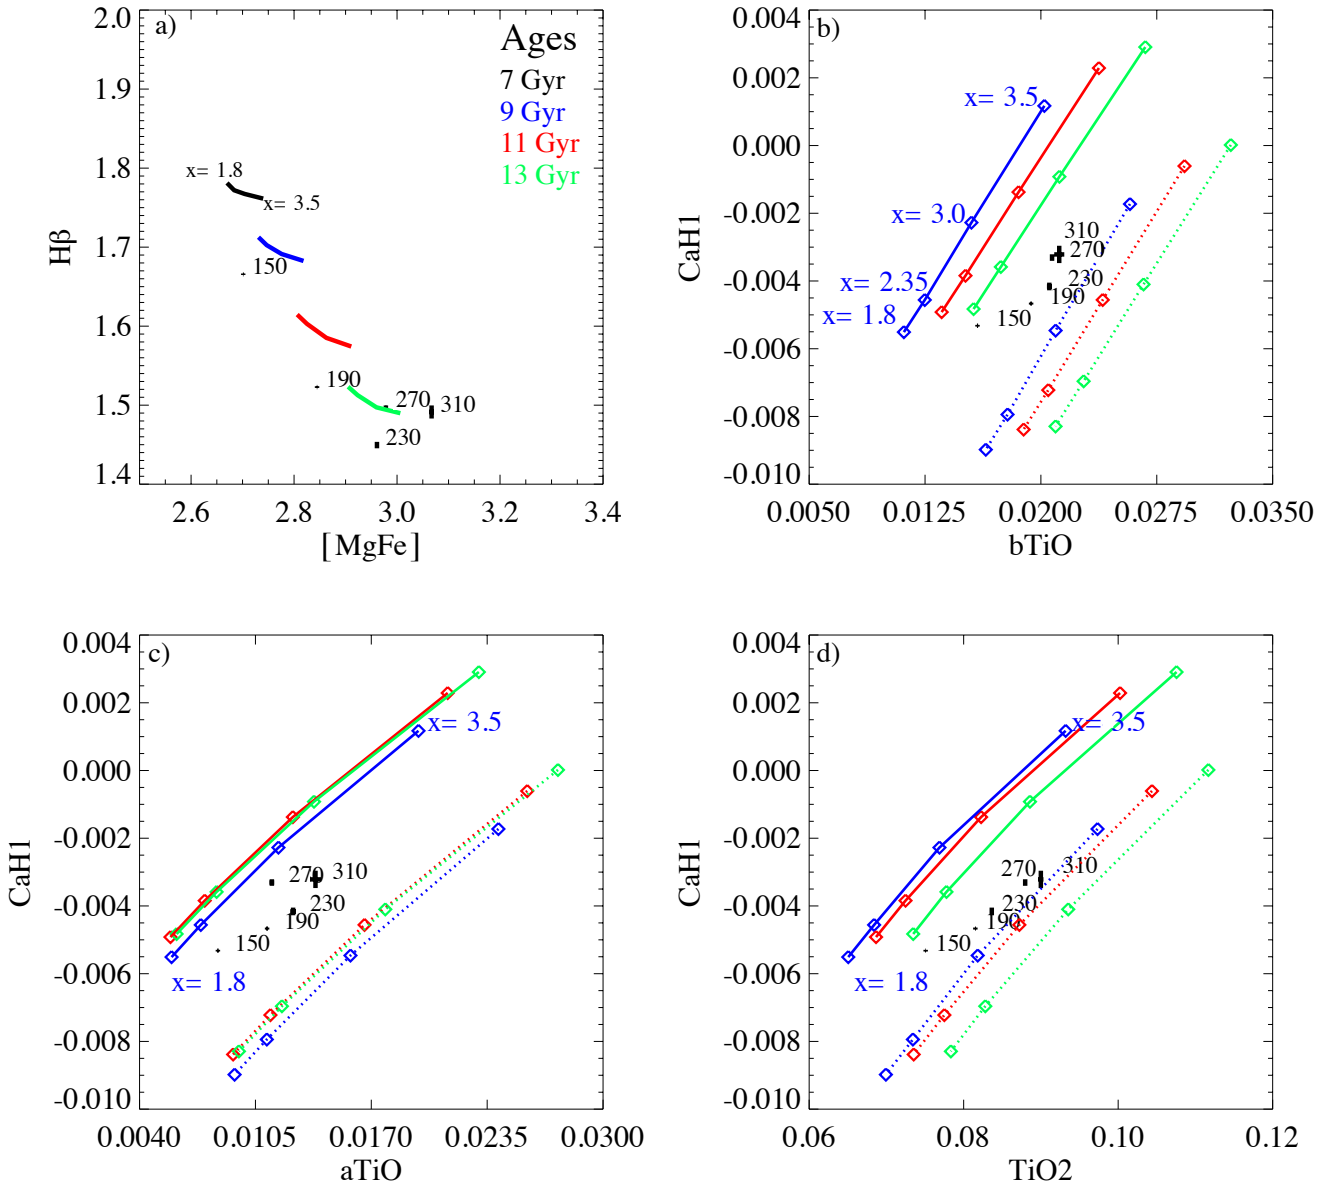 a)
Ages
7 Gyr
9 Gyr
11 Gyr
13 Gyr
x= 1.8
x= 3.5
150
190
270
310
230
2.0
1.9
1.8
1.7
1.6
1.5
1.4
Hβ
2.6 2.8 3.0 3.2 3.4
[MgFe]
b)
x= 3.5
x= 3.0
x= 2.35
x= 1.8
310
270
230
190
150
0.004
0.002
0.000
-0.002
-0.004
-0.006
-0.008
-0.010
CaH1
0.0050 0.0125 0.0200 0.0275 0.0350
bTiO
c)
x= 3.5
270 310
230
190
150
x= 1.8
0.004
0.002
0.000
-0.002
-0.004
-0.006
-0.008
-0.010
CaH1
0.0040 0.0105 0.0170 0.0235 0.0300
aTiO
d)
x= 3.5
270 310
230
190
150
x= 1.8
0.004
0.002
0.000
-0.002
-0.004
-0.006
-0.008
-0.010
CaH1
0.06 0.08 0.10 0.12
TiO2